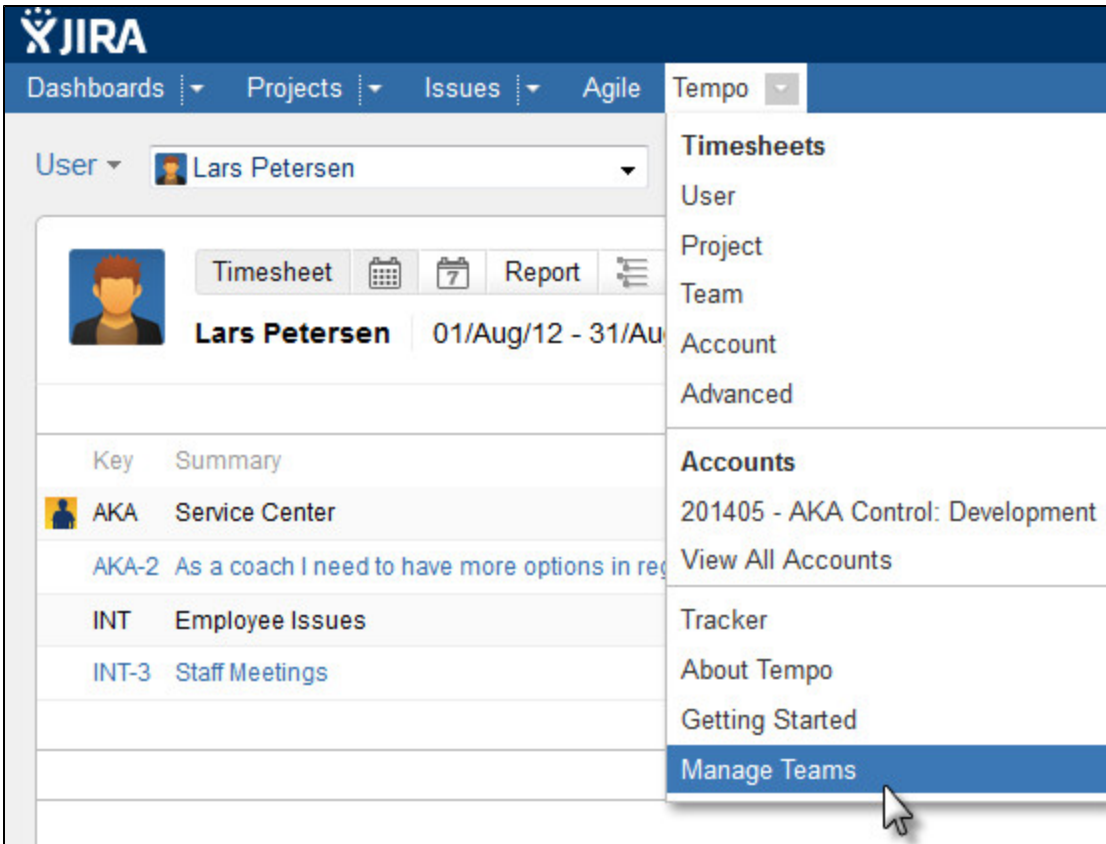 JIRA
Dashboards Projects Issues Agile Tempo
User Lars Petersen
Timesheet 7 Report
Lars Petersen 01/Aug/12 - 31/Au
Key Summary
AKA Service Center
AKA-2 As a coach I need to have more options in reg
INT Employee Issues
INT-3 Staff Meetings
Timesheets
User
Project
Team
Account
Advanced
Accounts
201405 - AKA Control: Development
View All Accounts
Tracker
About Tempo
Getting Started
Manage Teams